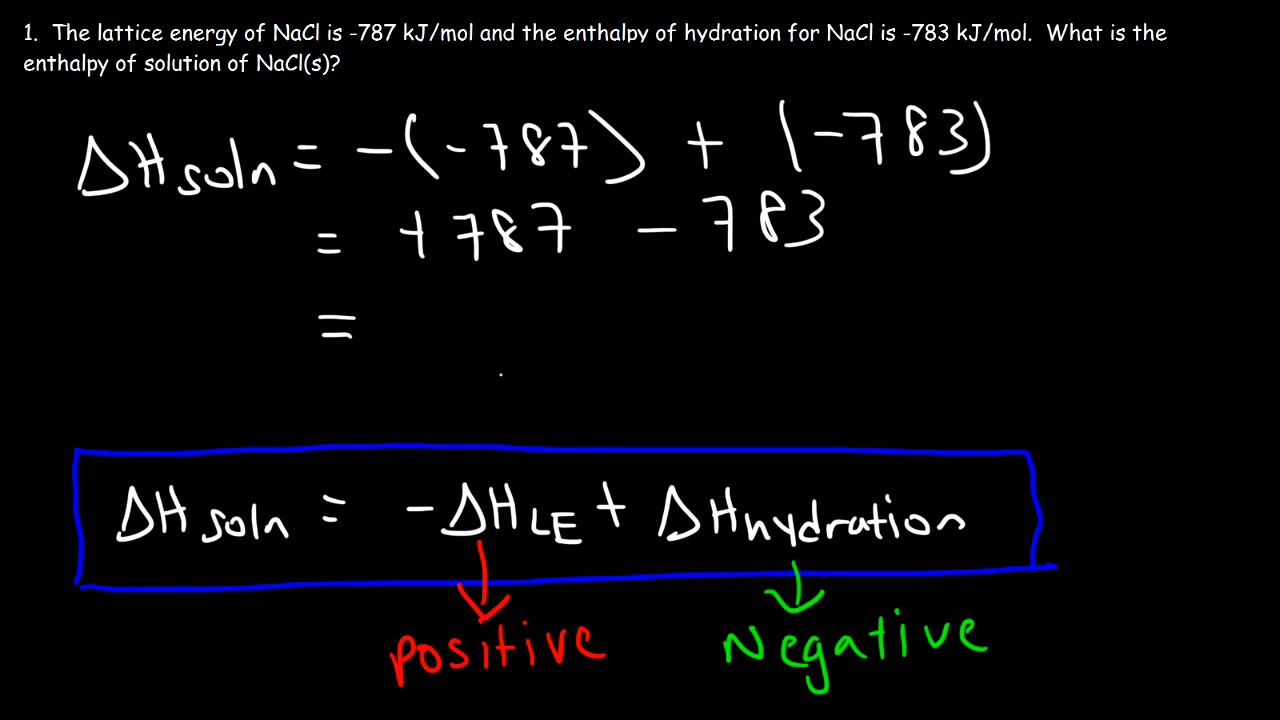 1. The lattice energy of NaCl is -787 kJ/mol and the enthalpy of hydration for NaCl is -783 kJ/mol. What is the
enthalpy of solution of NaCl(s)?
ΔHsoln = -(-787) + (-783)
= +787 - 783
=
ΔHsoln = -ΔHLE + ΔHhydration
positive Negative